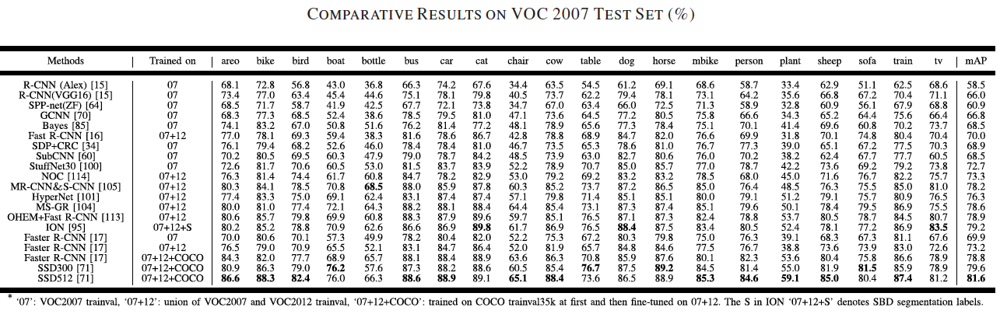 COMPARATIVE RESULTS ON VOC 2007 TEST SET (%)
Methods Trained on areo bike bird boat bottle bus car cat chair cow table dog horse mbike person plant sheep sofa train tv mAP
R-CNN (Alex) [15] 07 68.1 72.8 56.8 43.0 36.8 66.3 74.2 67.6 34.4 63.5 54.5 61.2 69.1 68.6 58.7 33.4 62.9 51.1 62.5 68.6 58.5
R-CNN(VGG16) [15] 07 73.4 77.0 63.4 45.4 44.6 75.1 78.1 79.8 40.5 73.7 62.2 79.4 78.1 73.1 64.2 35.6 66.8 67.2 70.4 71.1 66.0
SPP-net(ZF) [64] 07 68.5 71.7 58.7 41.9 42.5 67.7 72.1 73.8 34.7 67.0 63.4 66.0 72.5 71.3 58.9 32.8 60.9 56.1 67.9 68.8 60.9
GCNN [70] 07 68.3 77.3 68.5 52.4 38.6 78.5 79.5 81.0 47.1 73.6 64.5 77.2 80.5 75.8 66.6 34.3 65.2 64.4 75.6 66.4 66.8
Bayes [85] 07 74.1 83.2 67.0 50.8 51.6 76.2 81.4 77.2 48.1 78.9 65.6 77.3 78.4 75.1 70.1 41.4 69.6 60.8 70.2 73.7 68.5
Fast R-CNN [16] 07+12 77.0 78.1 69.3 59.4 38.3 81.6 78.6 86.7 42.8 78.8 68.9 84.7 82.0 76.6 69.9 31.8 70.1 74.8 80.4 70.4 70.0
SDP+CRC [34] 07 76.1 79.4 68.2 52.6 46.0 78.4 78.4 81.0 46.7 73.5 65.3 78.6 81.0 76.7 77.3 39.0 65.1 67.2 77.5 70.3 68.9
SubCNN [60] 07 70.2 80.5 69.5 60.3 47.9 79.0 78.7 84.2 48.5 73.9 63.0 82.7 80.6 76.0 70.2 38.2 62.4 67.7 77.7 60.5 68.5
StuffNet30 [100] 07 72.6 81.7 70.6 60.5 53.0 81.5 83.7 83.9 52.2 78.9 70.7 85.0 85.7 77.0 78.7 42.2 73.6 69.2 79.2 73.8 72.7
NOC [114] 07+12 76.3 81.4 74.4 61.7 60.8 84.7 78.2 82.9 53.0 79.2 69.2 83.2 83.2 78.5 68.0 45.0 71.6 76.7 82.2 75.7 73.3
MR-CNN&S-CNN [105] 07+12 80.3 84.1 78.5 70.8 68.5 88.0 85.9 87.8 60.3 85.2 73.7 87.2 86.5 85.0 76.4 48.5 76.3 75.5 85.0 81.0 78.2
HyperNet [101] 07+12 77.4 83.3 75.0 69.1 62.4 83.1 87.4 87.4 57.1 79.8 71.4 85.1 85.1 80.0 79.1 51.2 79.1 75.7 80.9 76.5 76.3
MS-GR [104] 07+12 80.0 81.0 77.4 72.1 64.3 88.2 88.1 88.4 64.4 85.4 73.1 87.3 87.4 85.1 79.6 50.1 78.4 79.5 86.9 75.5 78.6
OHEM+Fast R-CNN [113] 07+12 80.6 85.7 79.8 69.9 60.8 88.3 87.9 89.6 59.7 85.1 76.5 87.1 87.3 82.4 78.8 53.7 80.5 78.7 84.5 80.7 78.9
ION [95] 07+12+S 80.2 85.2 78.8 70.9 62.6 86.6 86.9 89.8 61.7 86.9 76.5 88.4 87.5 83.4 80.5 52.4 78.1 77.2 86.9 83.5 79.2
Faster R-CNN [17] 07 70.0 80.6 70.1 57.3 49.9 78.2 80.4 82.0 52.2 75.3 67.2 80.3 79.8 75.0 76.3 39.1 68.3 67.3 81.1 67.6 69.9
Faster R-CNN [17] 07+12 76.5 79.0 70.9 65.5 52.1 83.1 84.7 86.4 52.0 81.9 65.7 84.8 84.6 77.5 76.7 38.8 73.6 73.9 83.0 72.6 73.2
Faster R-CNN [17] 07+12+COCO 84.3 82.0 77.7 68.9 65.7 88.1 88.4 88.9 63.6 86.3 70.8 85.9 87.6 80.1 82.3 53.6 80.4 75.8 86.6 78.9 78.8
SSD300 [71] 07+12+COCO 80.9 86.3 79.0 76.2 57.6 87.3 88.2 88.6 60.5 85.4 76.7 87.5 89.2 84.5 81.4 55.0 81.9 81.5 85.9 78.9 79.6
SSD512 [71] 07+12+COCO 86.6 88.3 82.4 76.0 66.3 88.6 88.9 89.1 65.1 88.4 73.6 86.5 88.9 85.3 84.6 59.1 85.0 80.4 87.4 81.2 81.6
* ‘07’: VOC2007 trainval, ‘07+12’: union of VOC2007 and VOC2012 trainval, ‘07+12+COCO’: trained on COCO trainval35k at first and then fine-tuned on 07+12. The S in ION ‘07+12+S’ denotes SBD segmentation labels.